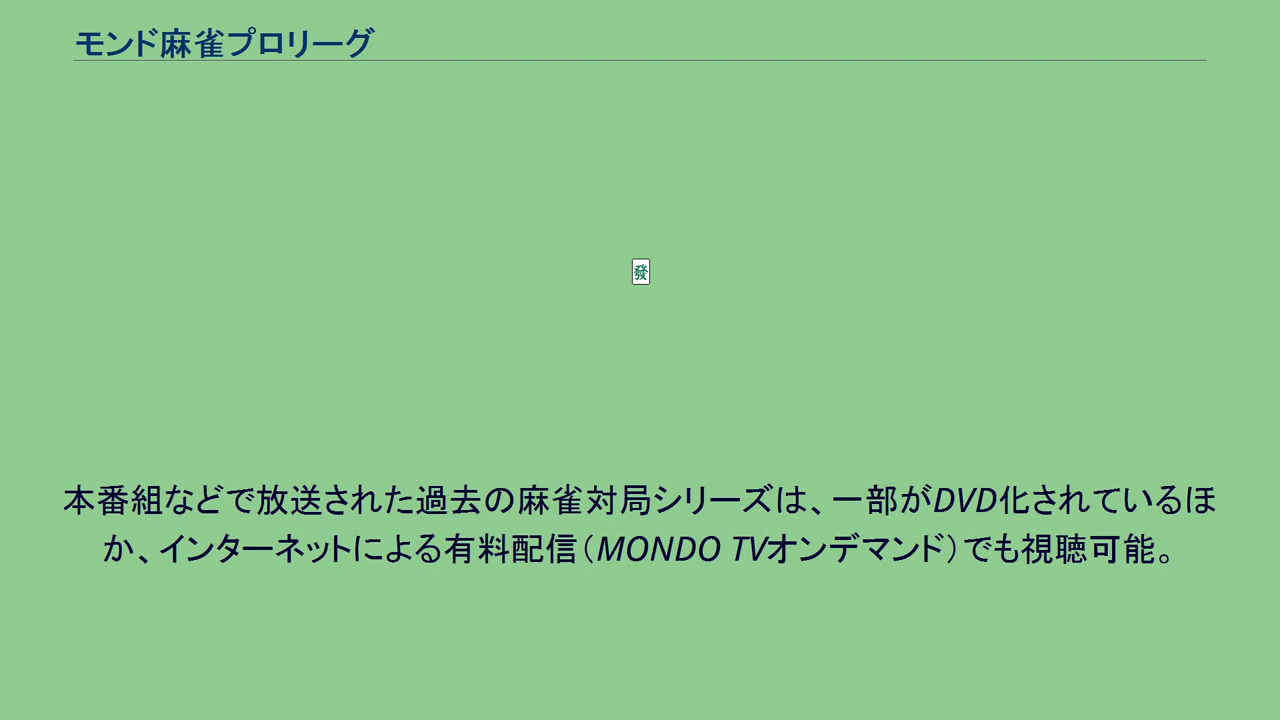 モンド麻雀プロリーグ
發
本番組などで放送された過去の麻雀対局シリーズは、一部がDVD化されているほ
か、インターネットによる有料配信（MONDO TVオンデマンド）でも視聴可能。